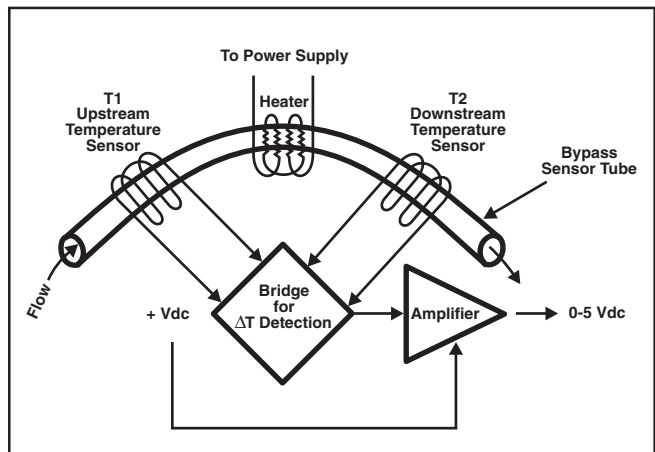 To Power Supply
Heater
T1
Upstream
Temperature
Sensor
T2
Downstream
Temperature
Sensor
Bypass
Sensor Tube
Flow
+ Vdc
Bridge
for
ΔT Detection
Amplifier
0-5 Vdc